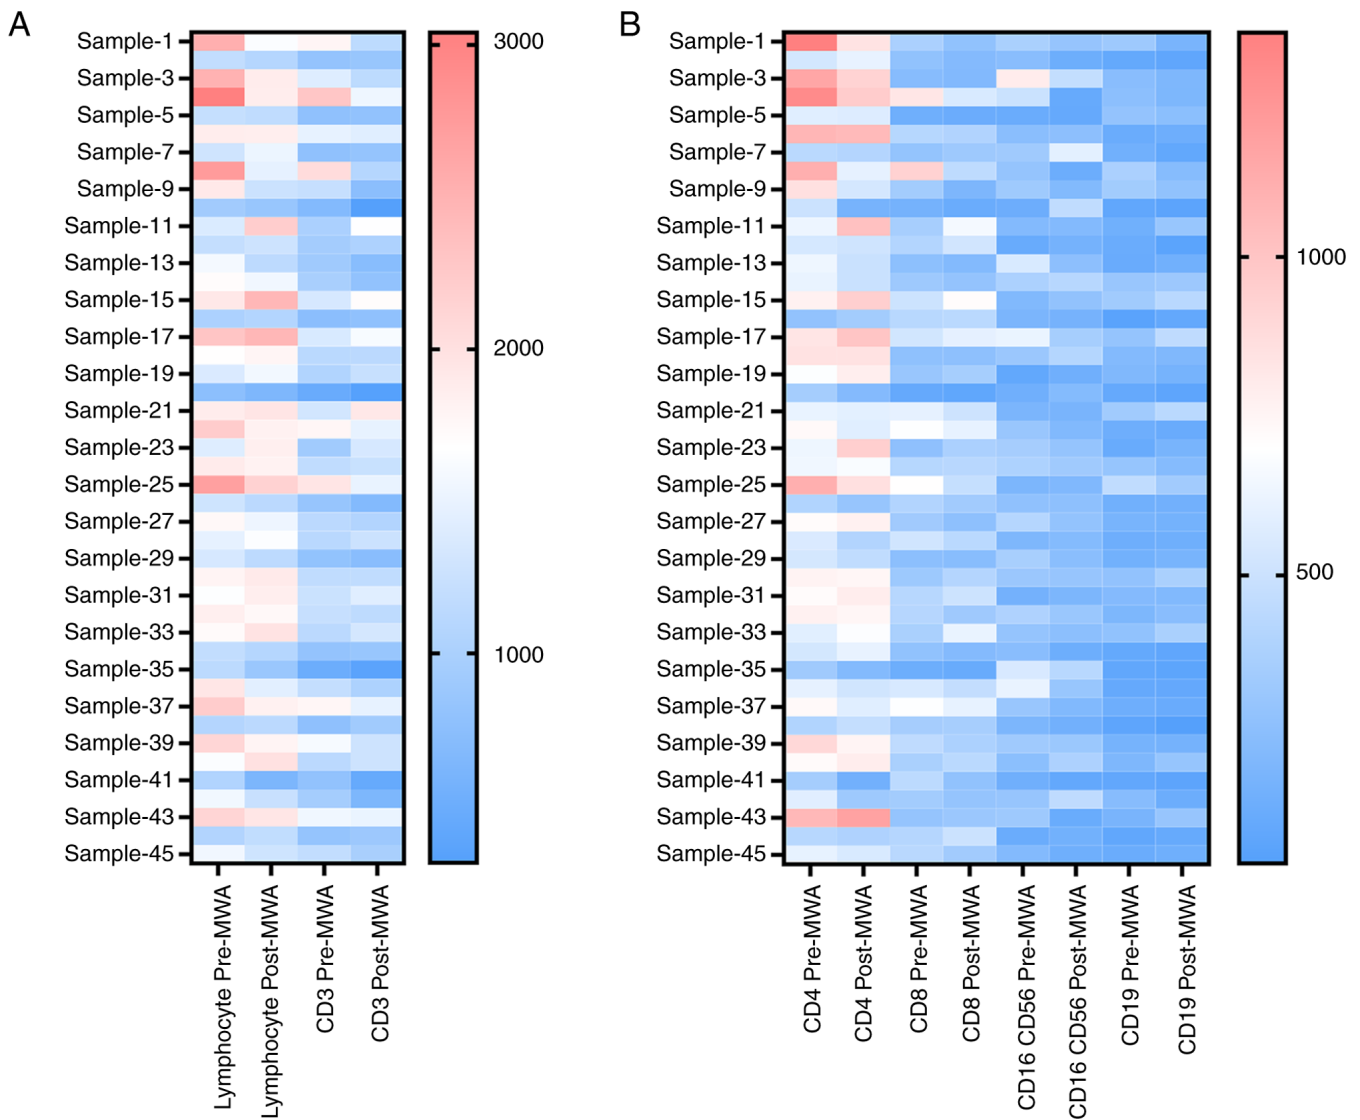 A
Sample-1
Sample-3
Sample-5
Sample-7
Sample-9
Sample-11
Sample-13
Sample-15
Sample-17
Sample-19
Sample-21
Sample-23
Sample-25
Sample-27
Sample-29
Sample-31
Sample-33
Sample-35
Sample-37
Sample-39
Sample-41
Sample-43
Sample-45
Lymphocyte Pre-MWA
Lymphocyte Post-MWA
CD3 Pre-MWA
CD3 Post-MWA
3000
2000
1000
B
Sample-1
Sample-3
Sample-5
Sample-7
Sample-9
Sample-11
Sample-13
Sample-15
Sample-17
Sample-19
Sample-21
Sample-23
Sample-25
Sample-27
Sample-29
Sample-31
Sample-33
Sample-35
Sample-37
Sample-39
Sample-41
Sample-43
Sample-45
CD4 Pre-MWA
CD4 Post-MWA
CD8 Pre-MWA
CD8 Post-MWA
CD16 CD56 Pre-MWA
CD16 CD56 Post-MWA
CD19 Pre-MWA
CD19 Post-MWA
1000
500